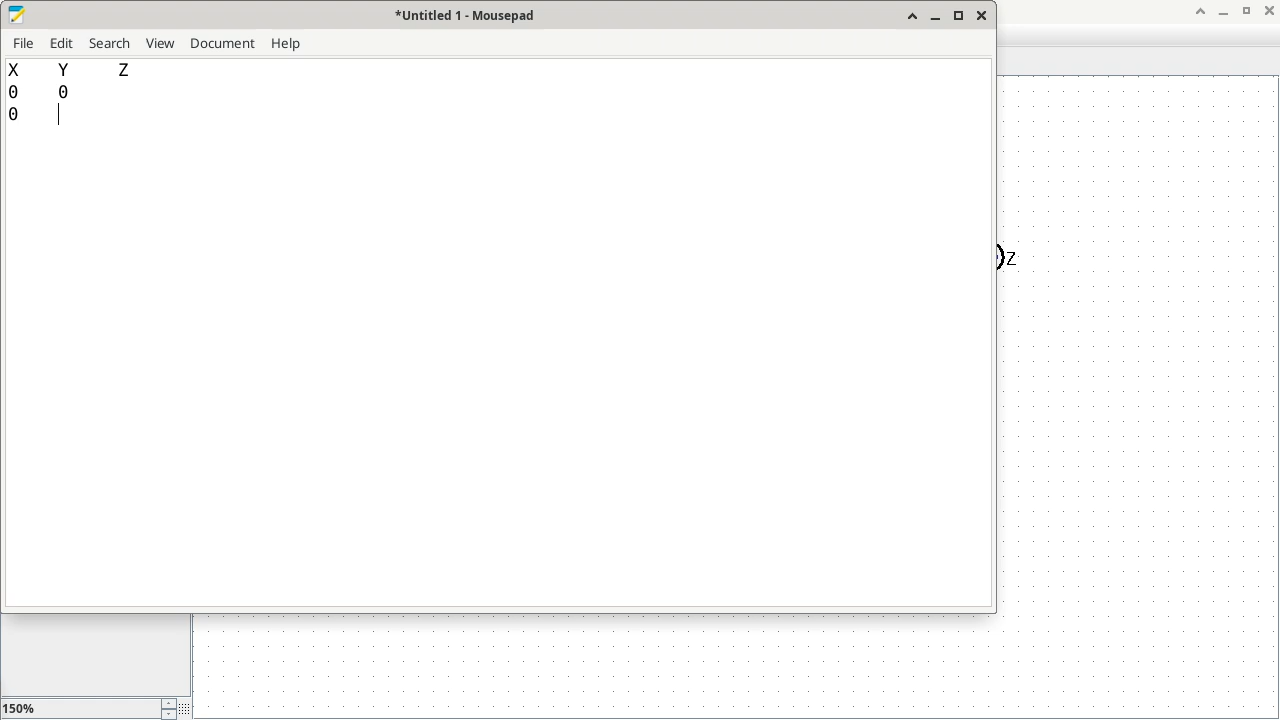 *Untitled 1 - Mousepad
File Edit Search View Document Help
X Y Z
0 0
0
Z
150%